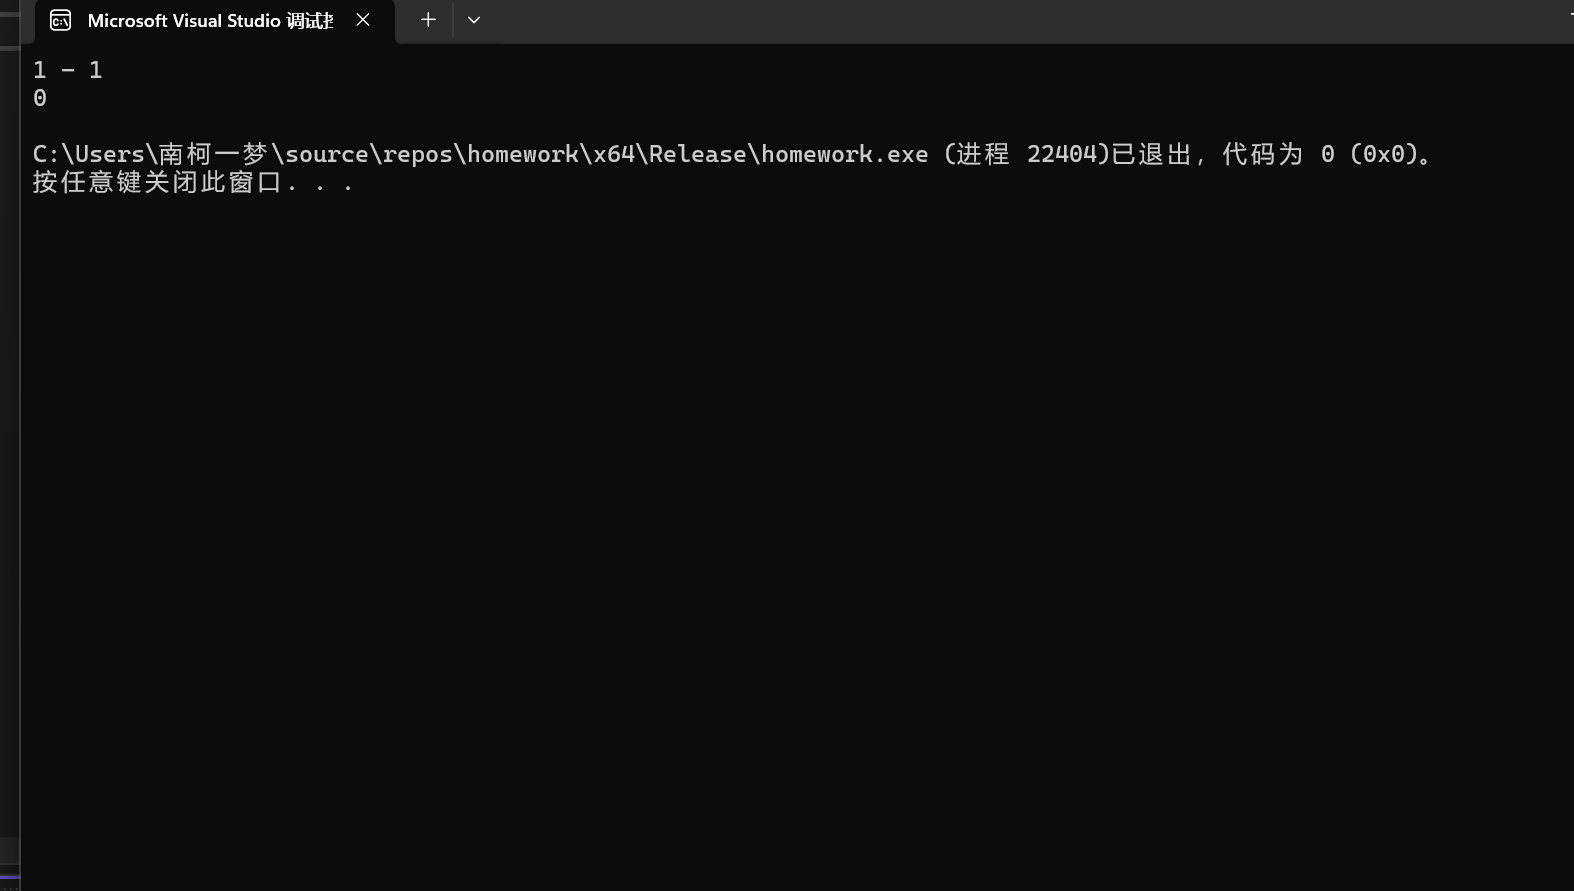 Microsoft Visual Studio 调试
1 - 1
0
C:\Users\南柯一梦\source\repos\homework\x64\Release\homework.exe (进程 22404)已退出，代码为 0 (0x0)。
按任意键关闭此窗口. . .